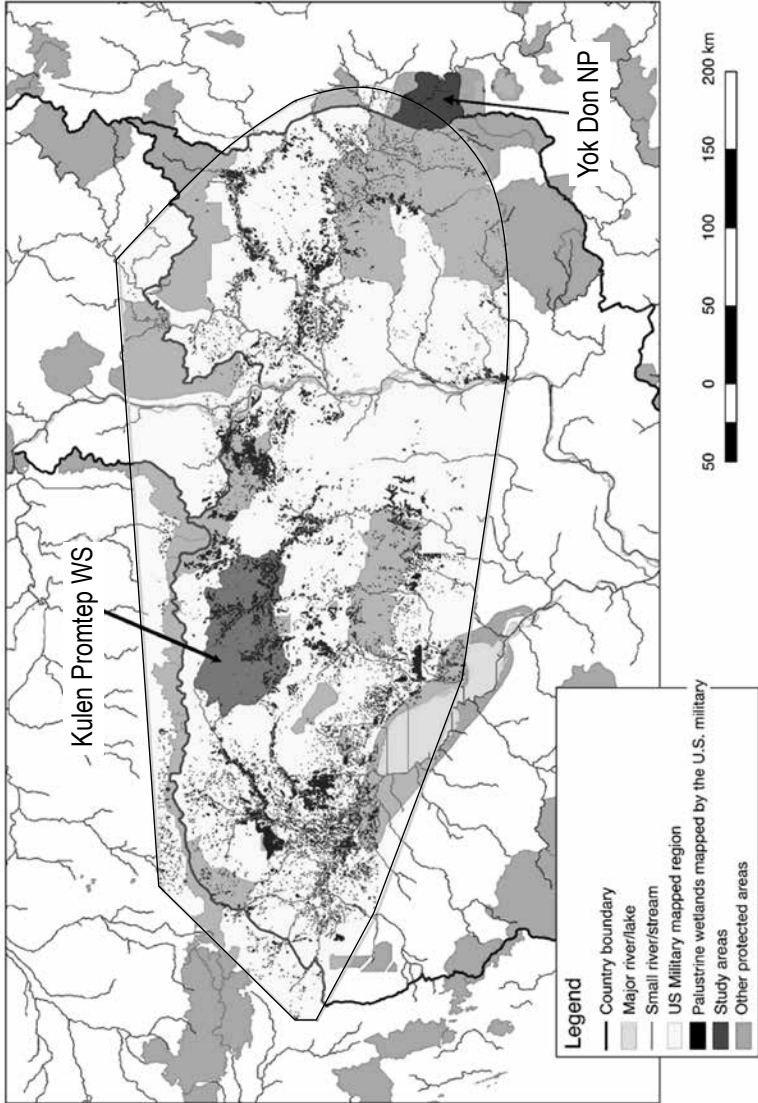 Kulen Promtep WS
Yok Don NP
Legend
Country boundary
Major river/lake
Small river/stream
US Military mapped region
Palustrine wetlands mapped by the U.S. military
Study areas
Other protected areas
50 0 50 100 150 200 km